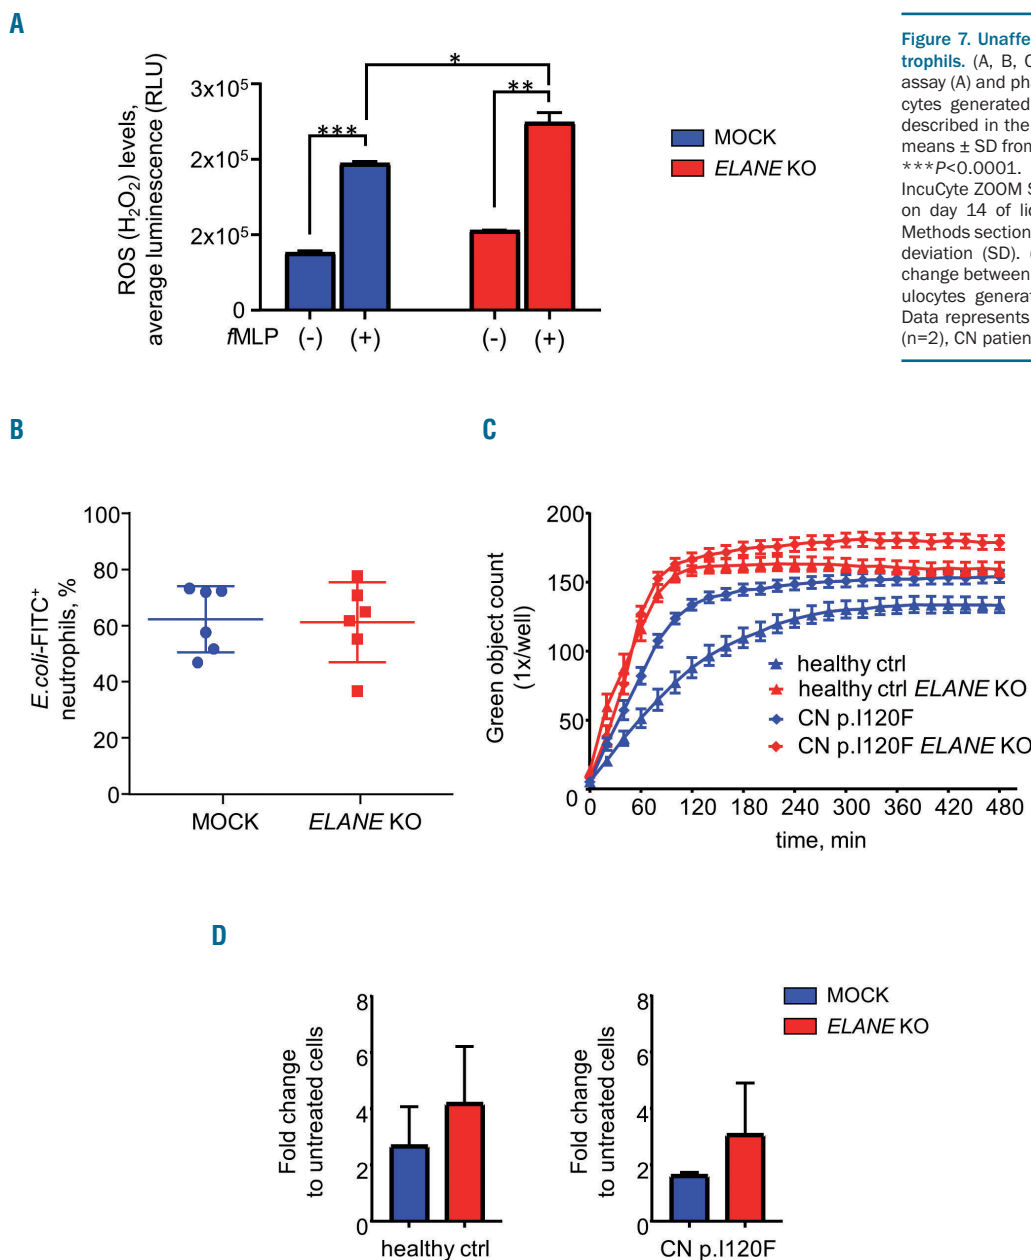 A
ROS (H₂O₂) levels,
average luminescence (RLU)
3x10⁵
2x10⁵
2x10⁵
0
***
*
**
fMLP (-) (+) (-) (+)
MOCK
ELANE KO
Figure 7. Unaffe
trophils. (A, B, C
assay (A) and pha
cytes generated
described in the
means ± SD from
***P<0.0001.
IncuCyte ZOOM S
on day 14 of lic
Methods section
deviation (SD). (
change between
ulocytes generat
Data represents
(n=2), CN patien
B
E.coli-FITC⁺
neutrophils, %
100
80
60
40
20
0
MOCK ELANE KO
C
Green object count
(1x/well)
200
150
100
50
0
0 60 120 180 240 300 360 420 480
time, min
healthy ctrl
healthy ctrl ELANE KO
CN p.I120F
CN p.I120F ELANE KO
D
Fold change
to untreated cells
8
6
4
2
0
healthy ctrl
Fold change
to untreated cells
8
6
4
2
0
CN p.I120F
MOCK
ELANE KO